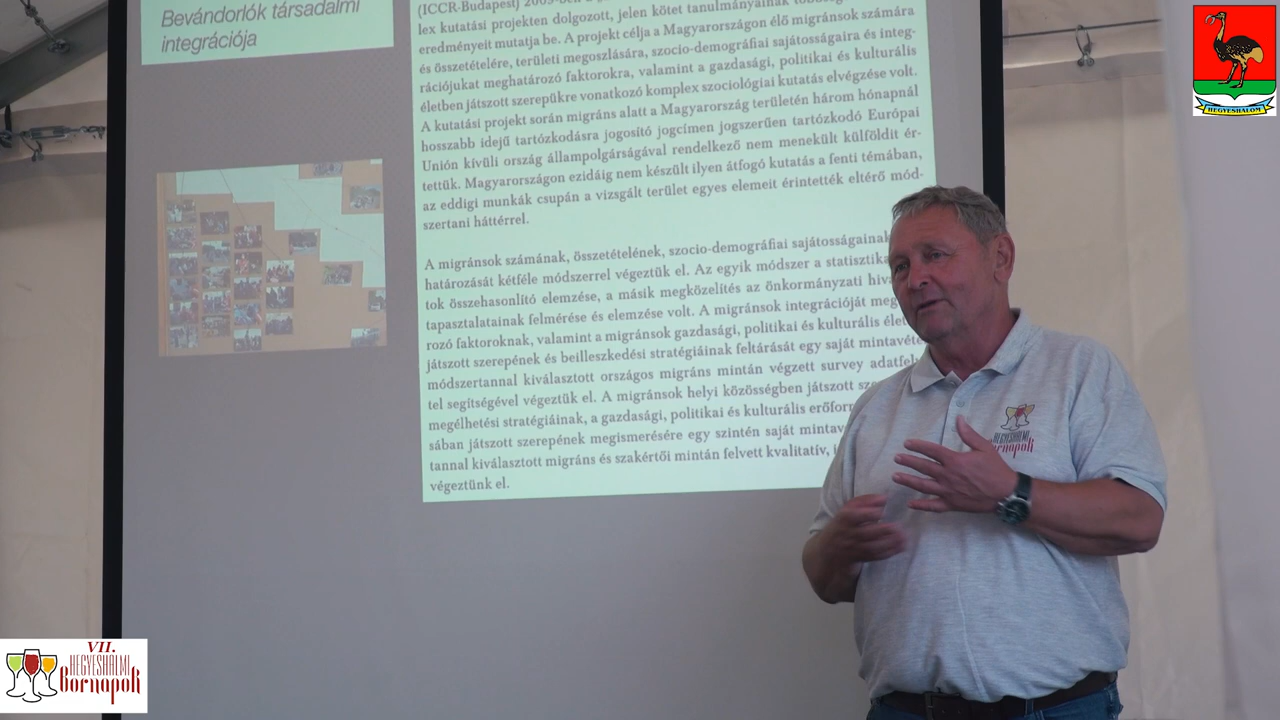 Bevándorlók társadalmi
integrációja
(ICCR-Budapest)
lex kutatási projekten dolgozott, jelen kötet tanulmányainak
eredményeit mutatja be. A projekt célja a Magyarországon élő migránsok számára
és összetételére, területi megoszlására, szocio-demográfiai sajátosságaira és integ-
rációjukat meghatározó faktorokra, valamint a gazdasági, politikai és kulturális
életben játszott szerepükre vonatkozó komplex szociológiai kutatás elvégzése volt.
A kutatási projekt során migráns alatt a Magyarország területén három hónapnál
hosszabb idejű tartózkodásra jogosító jogcímen jogszerűen tartózkodó Európai
Unión kívüli ország állampolgárságával rendelkező nem menekült külföldit ér-
tettük. Magyarországon ezidáig nem készült ilyen átfogó kutatás a fenti témában,
az eddigi munkák csupán a vizsgált terület egyes elemeit érintették eltérő mód-
szertani háttérrel.
A migránsok számának, összetételének, szocio-demográfiai sajátosságainak
határozását kétféle módszerrel végeztük el. Az egyik módszer a statisztika
tok összehasonlító elemzése, a másik megközelítés az önkormányzati hiva
tapasztalatainak felmérése és elemzése volt. A migránsok integrációját meg
rozó faktoroknak, valamint a migránsok gazdasági, politikai és kulturális élet
játszott szerepének és beilleszkedési stratégiáinak feltárását egy saját mintavéte
módszertannal kiválasztott országos migráns mintán végzett survey adatfel
tel segítségével végeztük el. A migránsok helyi közösségben játszott
megélhetési stratégiáinak, a gazdasági, politikai és kulturális erőfor
sában játszott szerepének megismerésére egy szintén saját mintav
tannal kiválasztott migráns és szakértői mintán felvett kvalitatív,
végeztünk el.
HEGYESHALMI
Bornapok
HEGYESHALOM
VII.
HEGYESHALMI
Bornapok